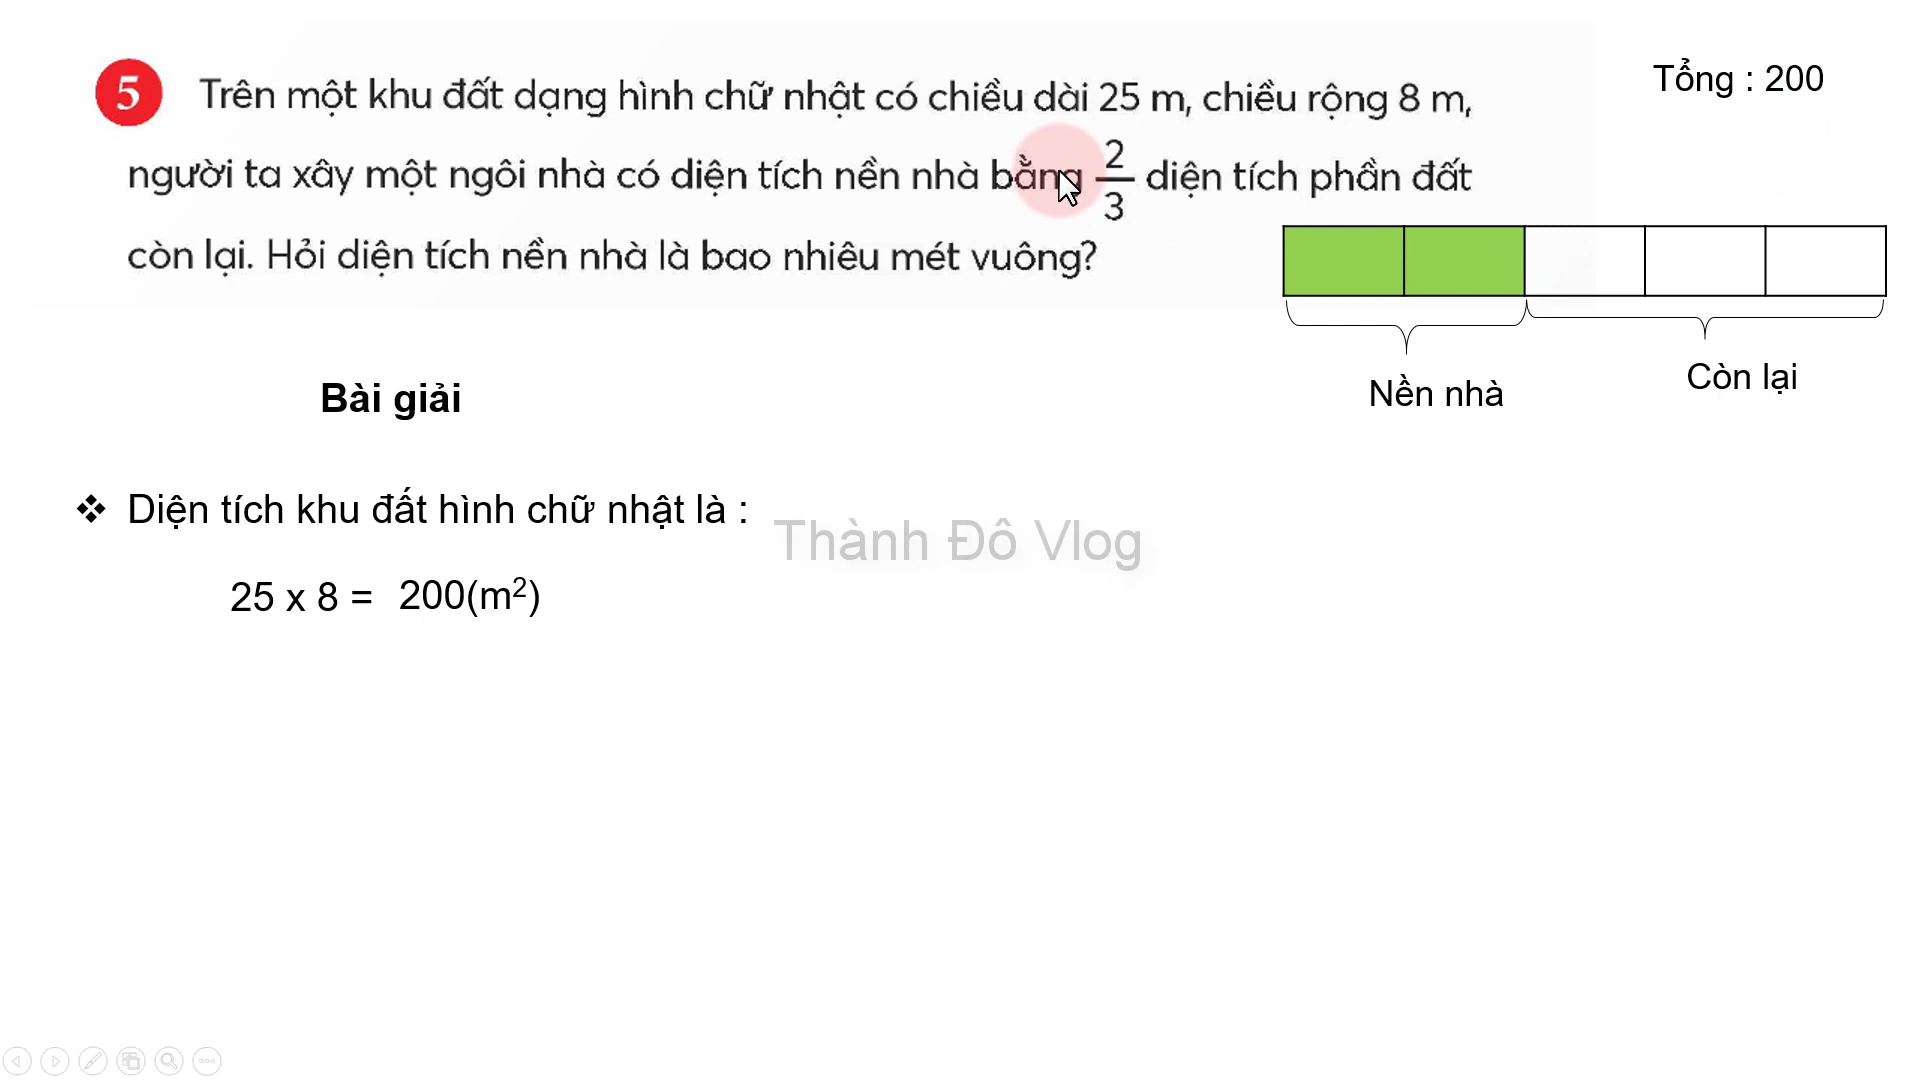 5 Trên một khu đất dạng hình chữ nhật có chiều dài 25 m, chiều rộng 8 m,
người ta xây một ngôi nhà có diện tích nền nhà bằng 2/3 diện tích phần đất
còn lại. Hỏi diện tích nền nhà là bao nhiêu mét vuông?
Tổng : 200
Nền nhà
Còn lại
Bài giải
❖ Diện tích khu đất hình chữ nhật là :
Thành Đô Vlog
25 x 8 = 200(m²)